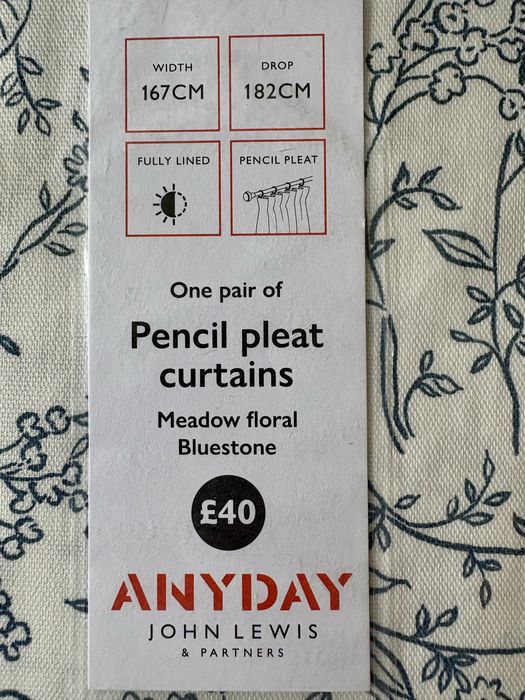 WIDTH
167CM
DROP
182CM
FULLY LINED
PENCIL PLEAT
One pair of
Pencil pleat
curtains
Meadow floral
Bluestone
£40
ANYDAY
JOHN LEWIS
& PARTNERS